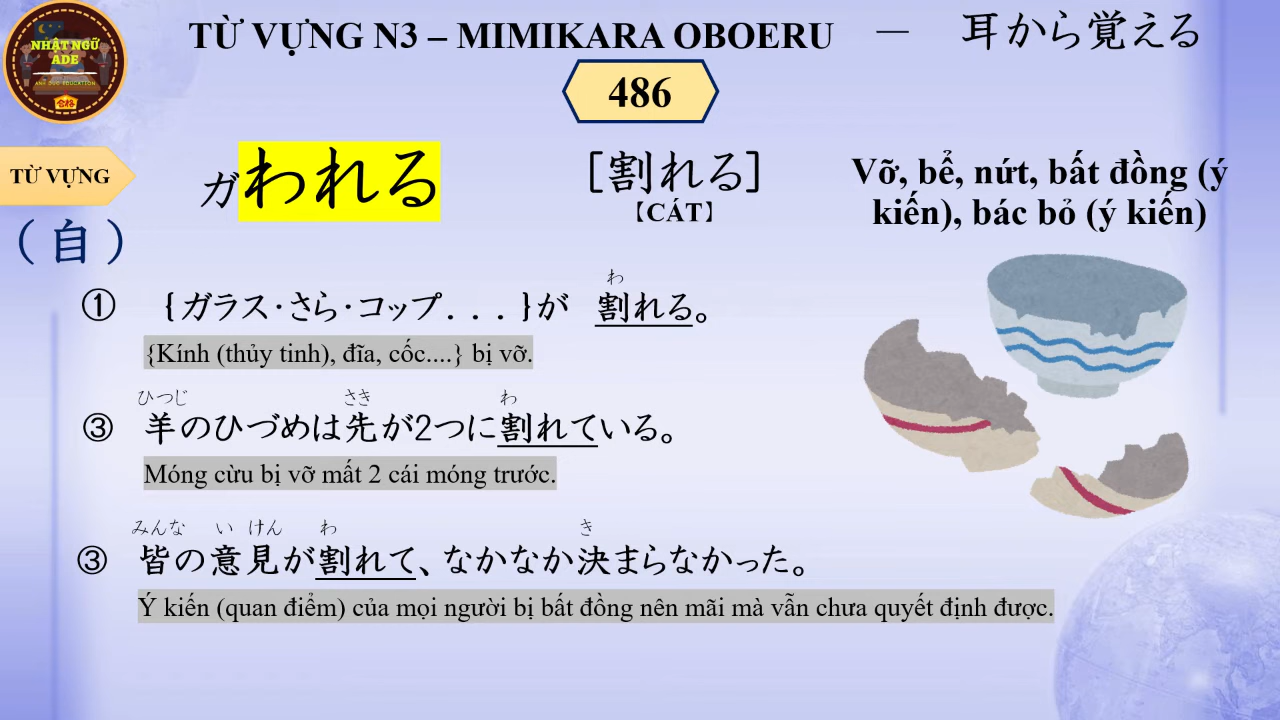 NHẬT NGỮ
ADE
ANH DUC EDUCATION
合格
TỪ VỰNG N3 – MIMIKARA OBOERU — 耳から覚える
486
TỪ VỰNG
(自)
ガわれる
[割れる]
【CÁT】
Vỡ, bể, nứt, bất đồng (ý
kiến), bác bỏ (ý kiến)
わ
① {ガラス・さら・コップ...}が 割れる。
{Kính (thủy tinh), đĩa, cốc....} bị vỡ.
ひつじ さき わ
③ 羊のひづめは先が2つに割れている。
Móng cừu bị vỡ mất 2 cái móng trước.
みんな い けん わ き
③ 皆の意見が割れて、なかなか決まらなかった。
Ý kiến (quan điểm) của mọi người bị bất đồng nên mãi mà vẫn chưa quyết định được.